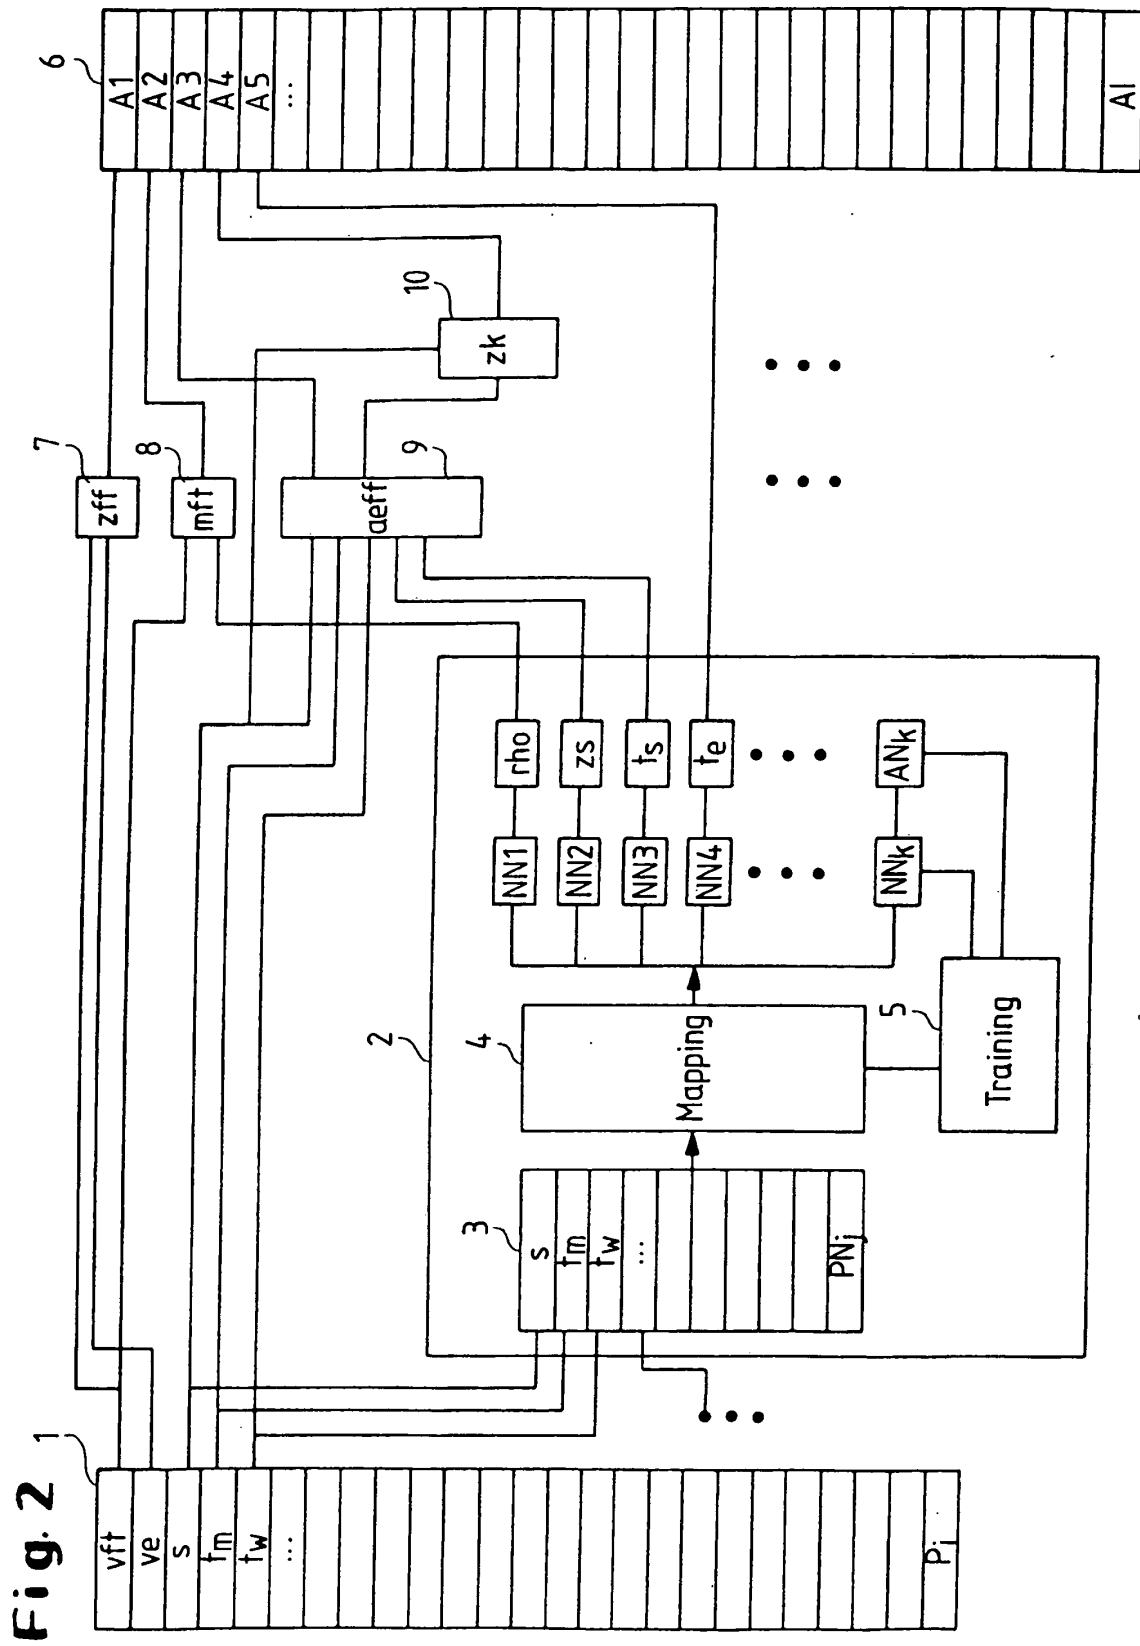 Fig. 2
1
vft
ve
s
tm
tw
...
Pi
2
3
s
tm
tw
...
PNj
4
Mapping
5
Training
NN1
NN2
NN3
NN4
NNk
rho
zs
ts
te
ANk
7
zff
8
mft
9
aeff
10
zk
6
A1
A2
A3
A4
A5
...
Al